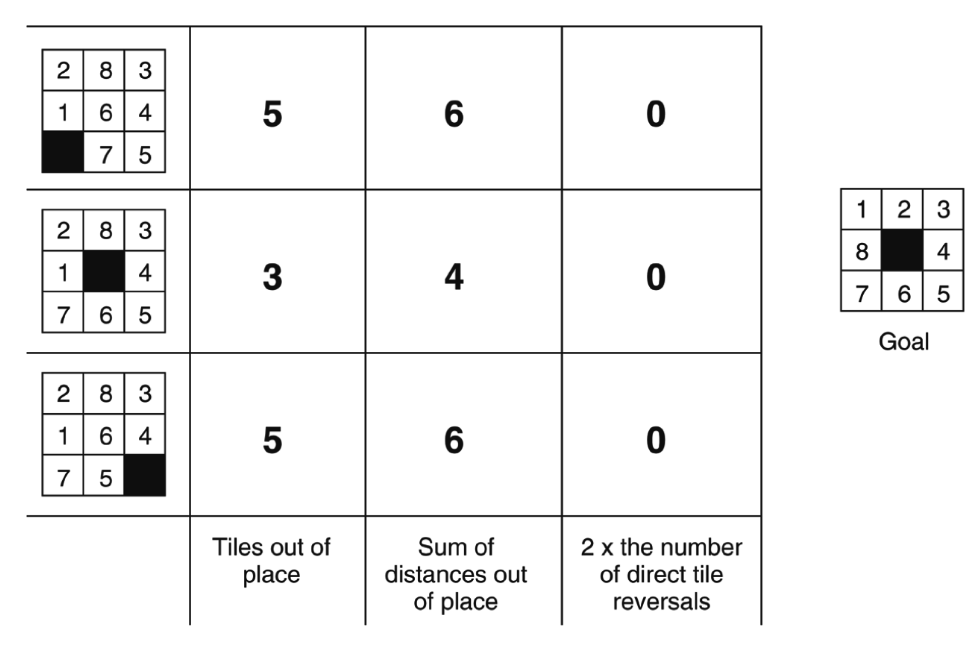 2 8 3
1 6 4
7 5
5 6 0
2 8 3
1 4
7 6 5
3 4 0
2 8 3
1 6 4
7 5
5 6 0
Tiles out of
place
Sum of
distances out
of place
2 x the number
of direct tile
reversals
1 2 3
8 4
7 6 5
Goal